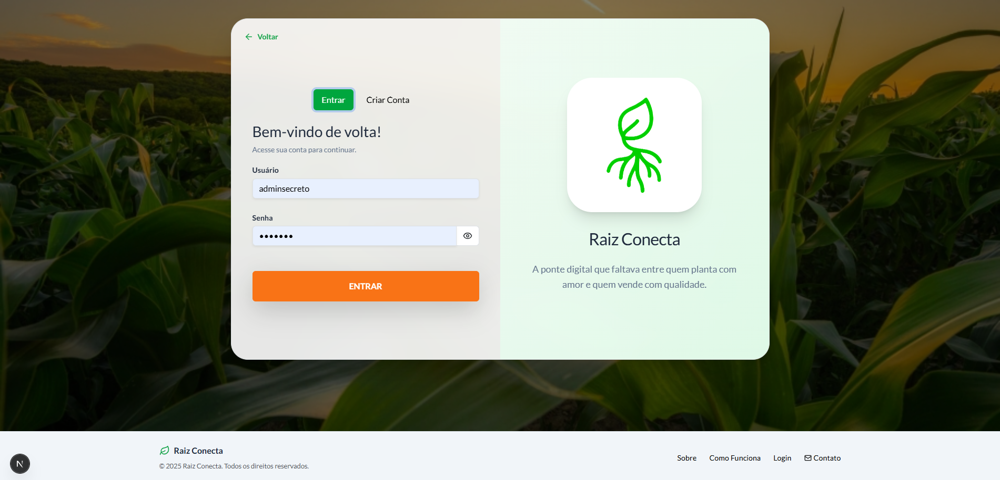 Voltar
Entrar
Criar Conta
Bem-vindo de volta!
Acesse sua conta para continuar.
Usuário
adminsecreto
Senha
•••••••
ENTRAR
Raiz Conecta
A ponte digital que faltava entre quem planta com
amor e quem vende com qualidade.
Raiz Conecta
© 2025 Raiz Conecta. Todos os direitos reservados.
Sobre
Como Funciona
Login
Contato
N